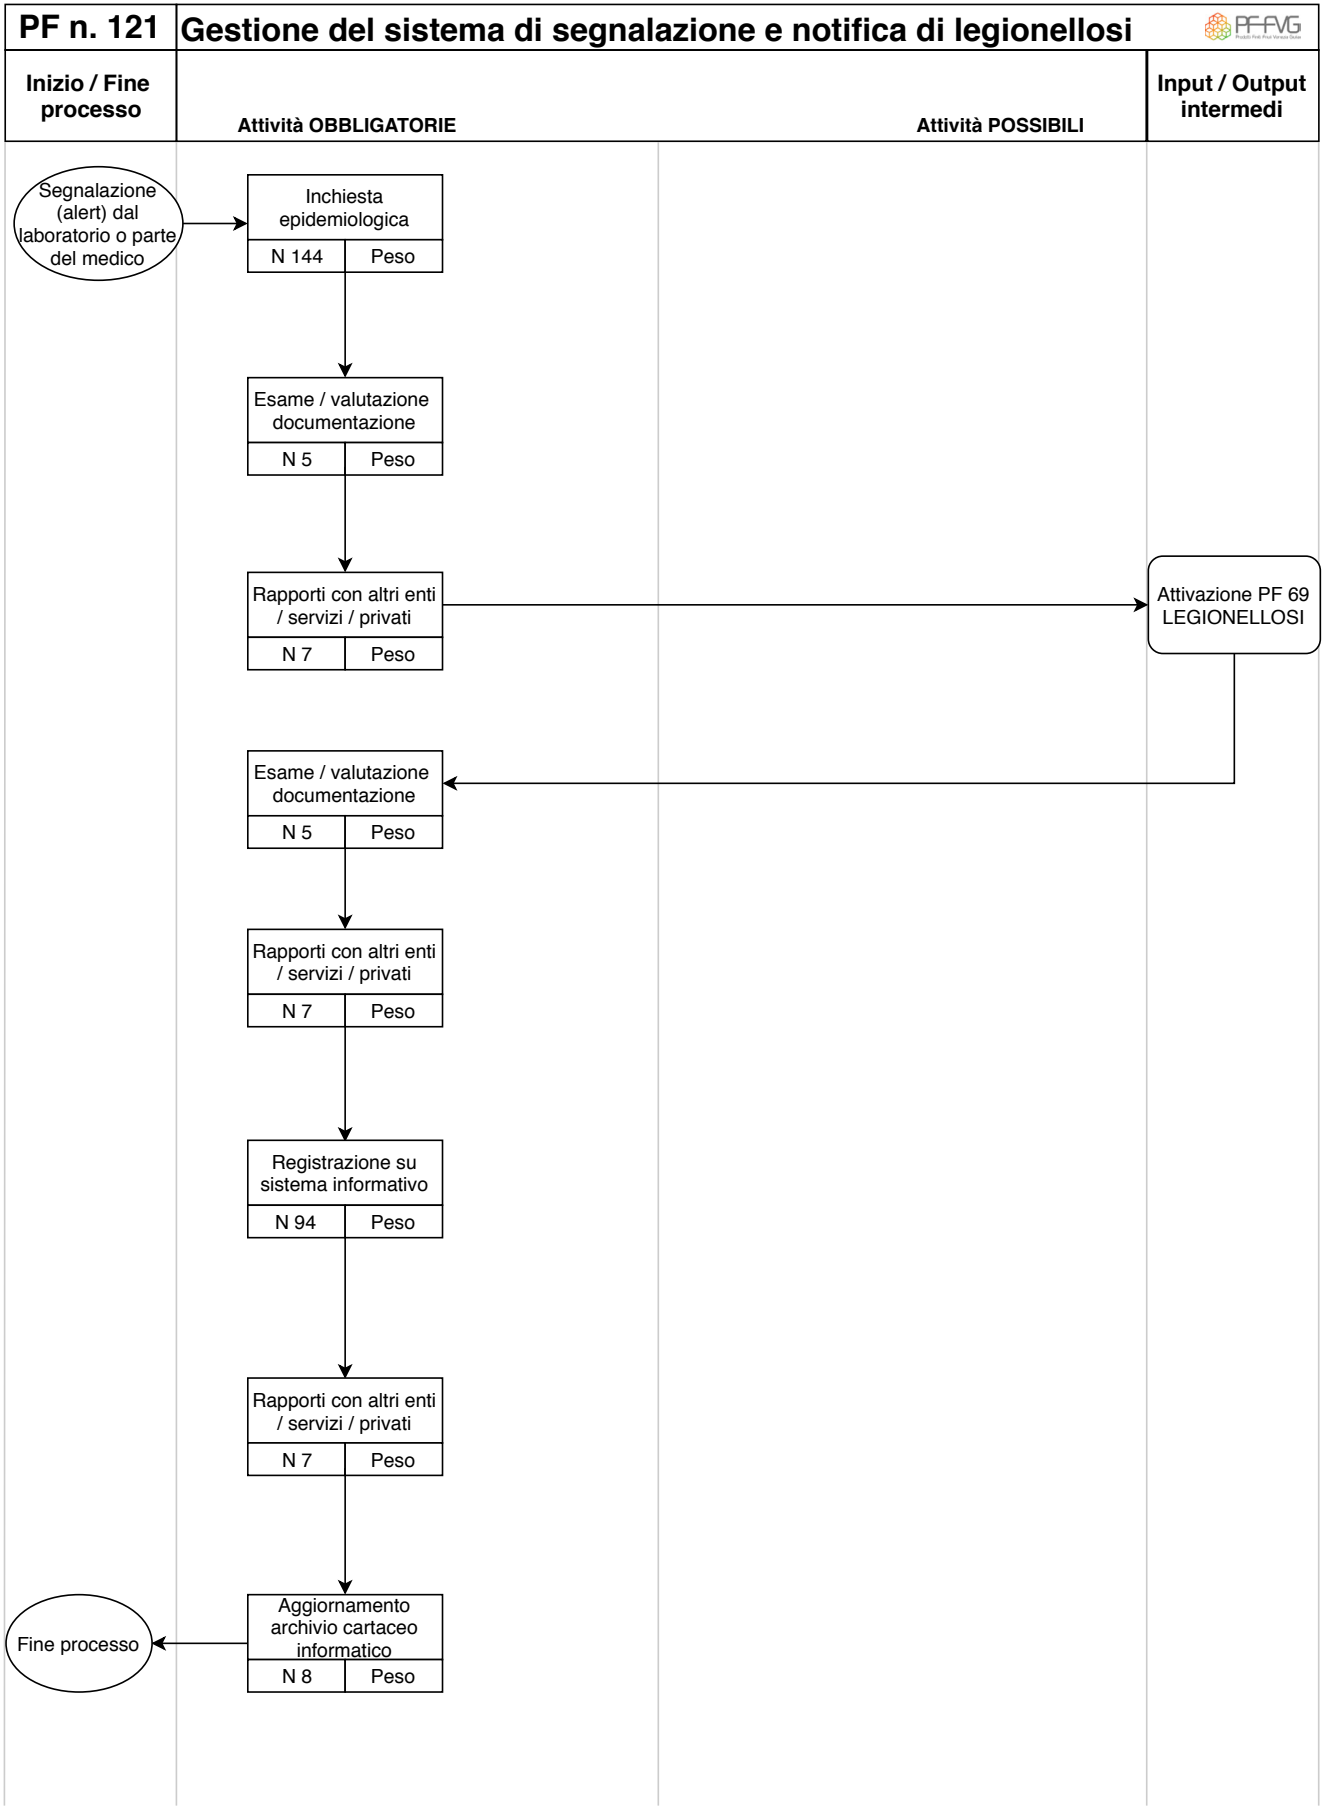 PF n. 121
Gestione del sistema di segnalazione e notifica di legionellosi
PF-FVG
Inizio / Fine
processo
Attività OBBLIGATORIE
Attività POSSIBILI
Input / Output
intermedi
Segnalazione
(alert) dal
laboratorio o parte
del medico
Inchiesta
epidemiologica
N 144
Peso
Esame / valutazione
documentazione
N 5
Peso
Rapporti con altri enti
/ servizi / privati
N 7
Peso
Attivazione PF 69
LEGIONELLOSI
Esame / valutazione
documentazione
N 5
Peso
Rapporti con altri enti
/ servizi / privati
N 7
Peso
Registrazione su
sistema informativo
N 94
Peso
Rapporti con altri enti
/ servizi / privati
N 7
Peso
Aggiornamento
archivio cartaceo
informatico
N 8
Peso
Fine processo